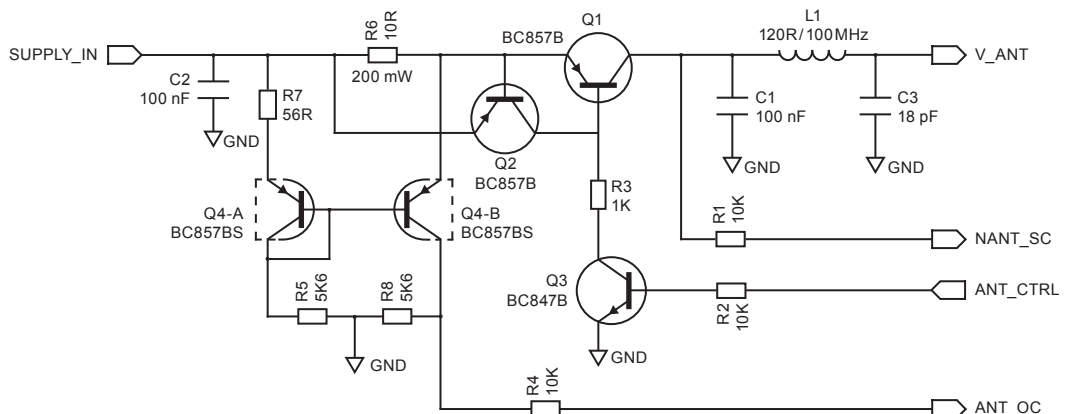 R6
10R
Q1
L1
BC857B
120R/100MHz
SUPPLY_IN
V_ANT
200 mW
C2
100 nF
R7
56R
C1
100 nF
C3
18 pF
GND
Q2
BC857B
GND
GND
R3
1K
Q4-A
BC857BS
Q4-B
BC857BS
R1
10K
NANT_SC
R5
5K6
R8
5K6
Q3
BC847B
ANT_CTRL
R2
10K
GND
GND
R4
10K
ANT_OC